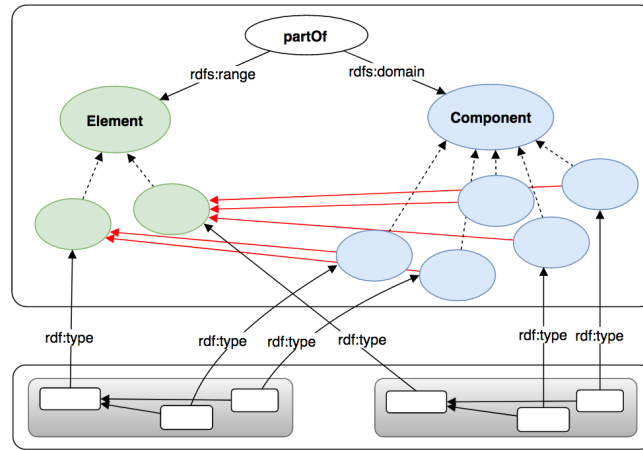 partOf
rdfs:range
rdfs:domain
Element
Component
rdf:type
rdf:type
rdf:type
rdf:type
rdf:type
rdf:type